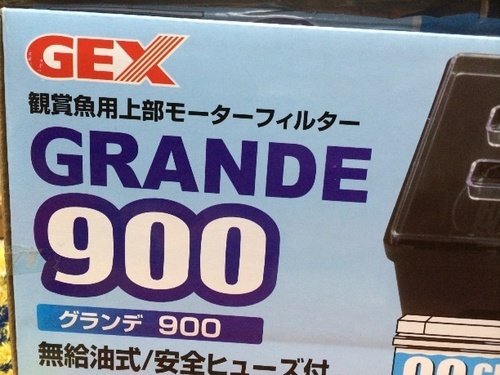 GEX
観賞魚用上部モーターフィルター
GRANDE
900
グランデ 900
無給油式/安全ヒューズ付